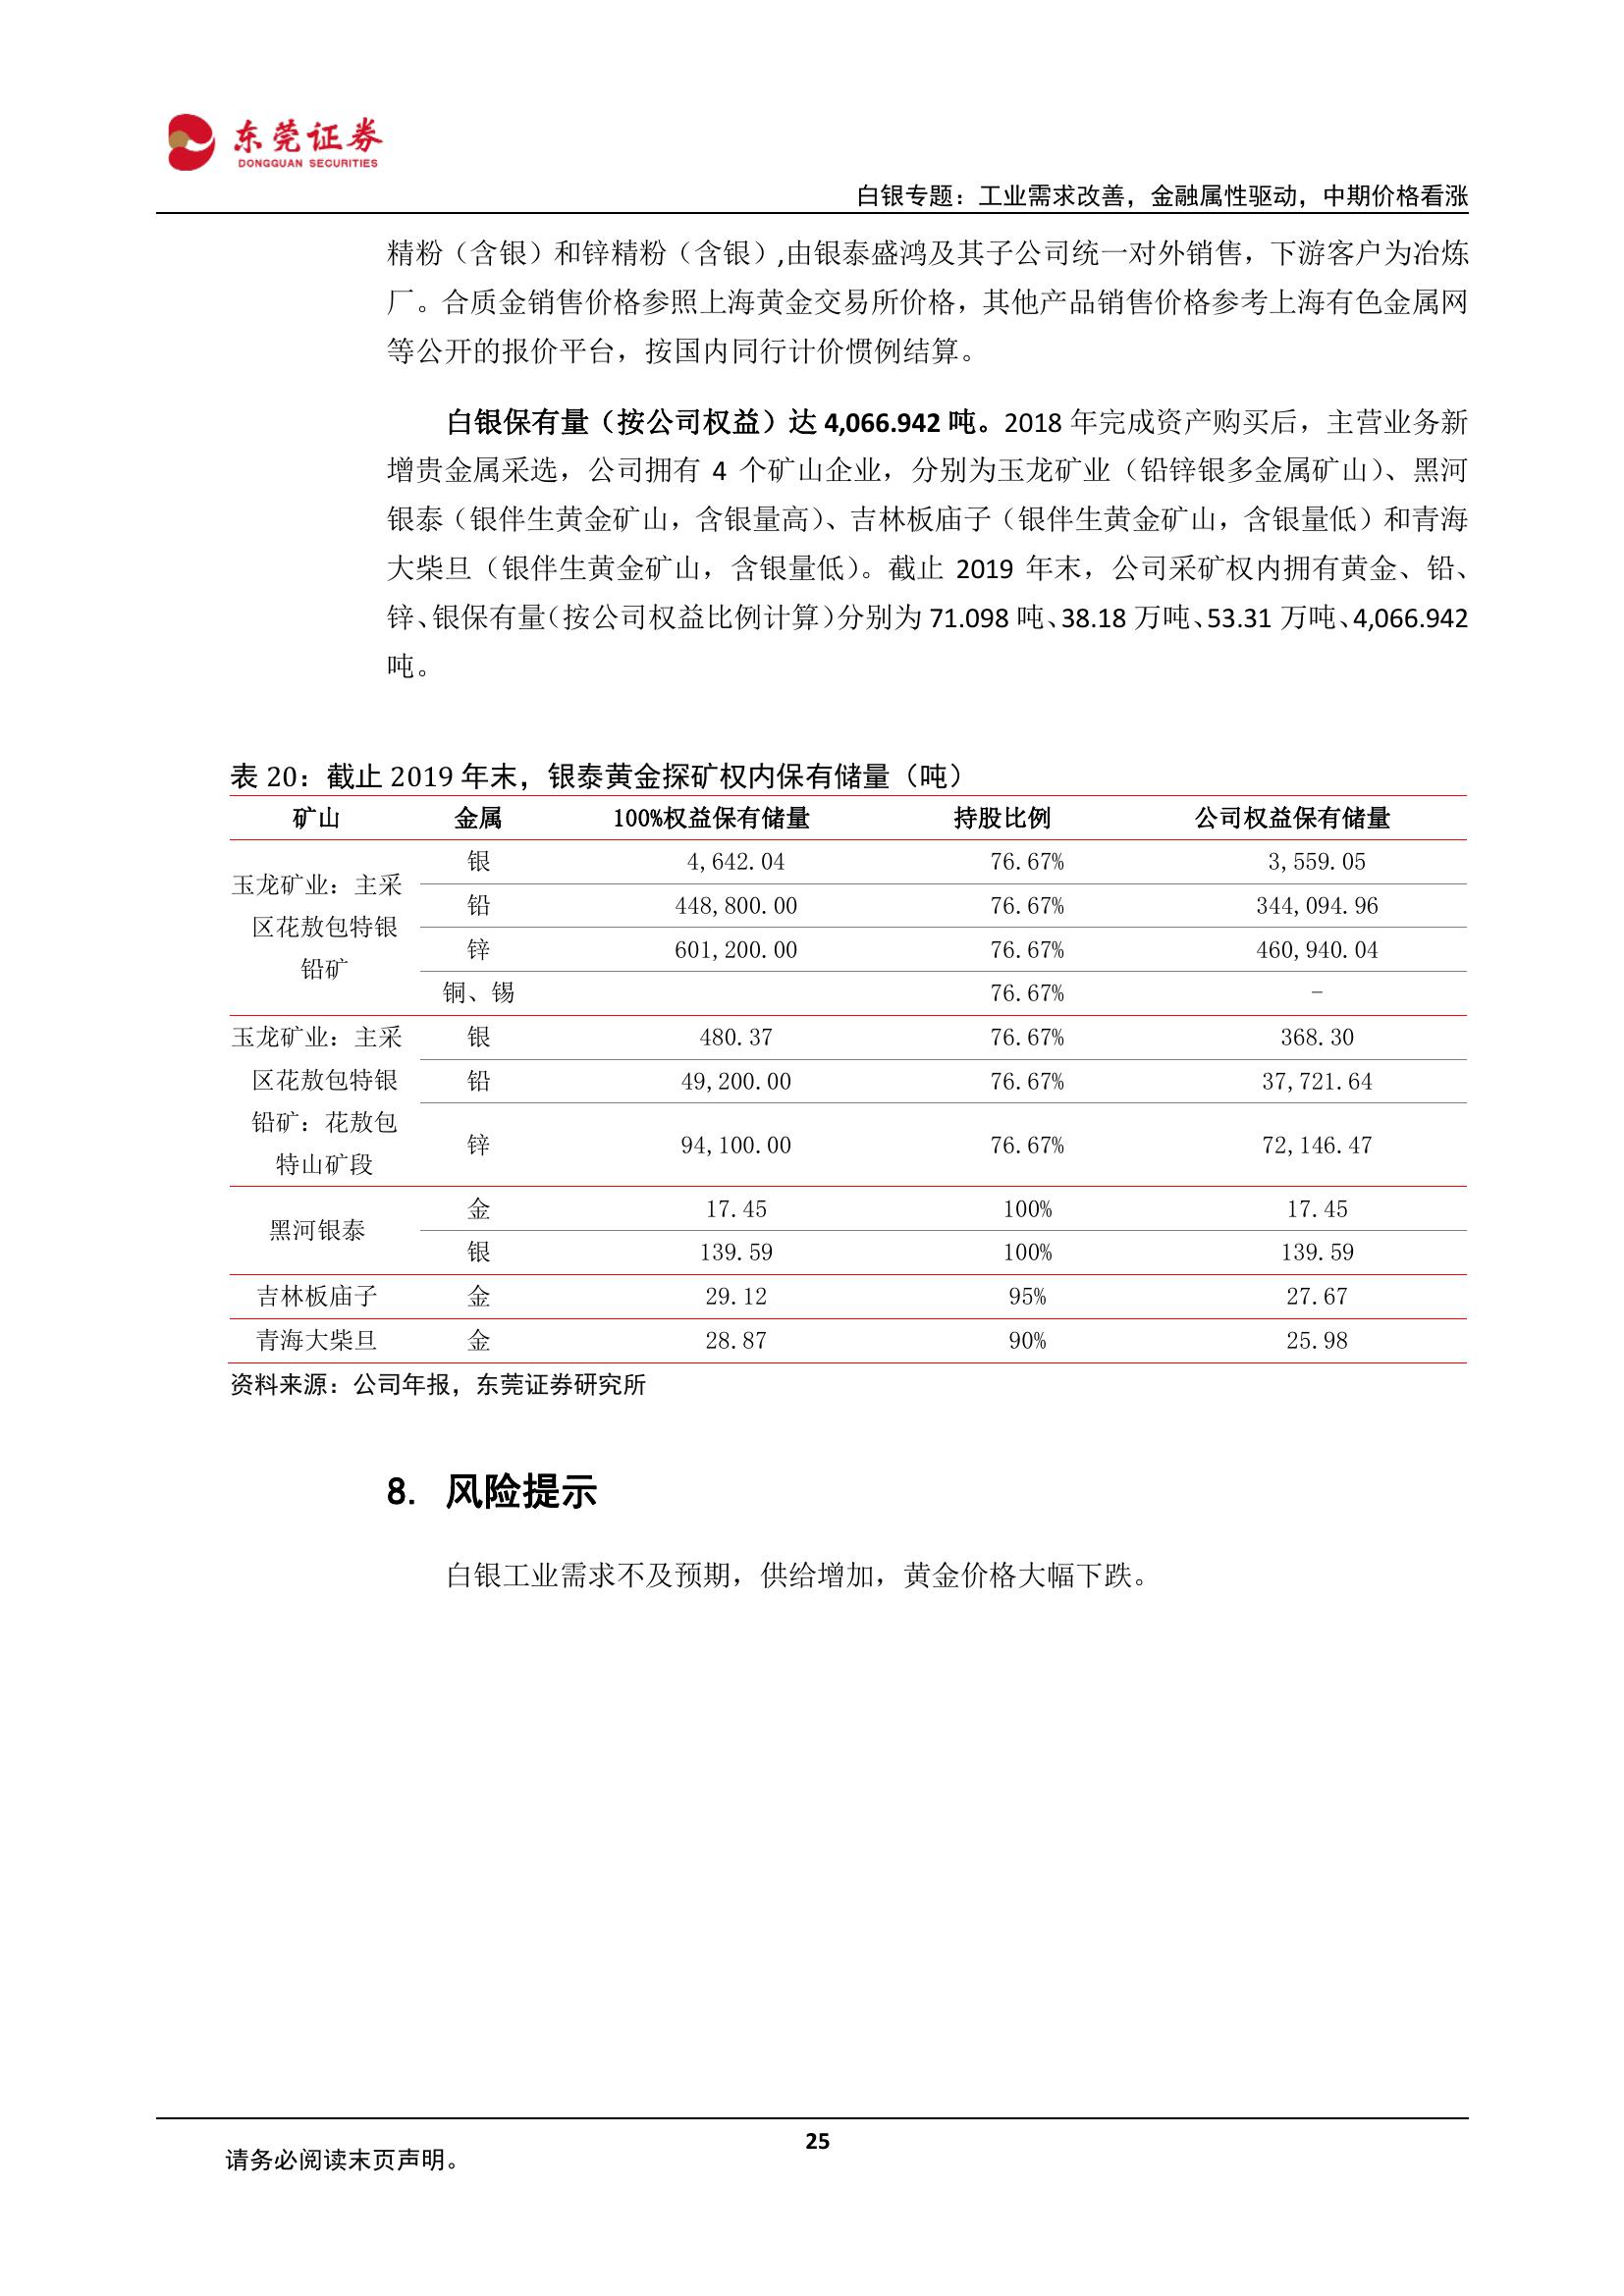 东莞证券
DONGGUAN SECURITIES
白银专题：工业需求改善，金融属性驱动，中期价格看涨
精粉（含银）和锌精粉（含银）,由银泰盛鸿及其子公司统一对外销售，下游客户为冶炼
厂。合质金销售价格参照上海黄金交易所价格，其他产品销售价格参考上海有色金属网
等公开的报价平台，按国内同行计价惯例结算。
白银保有量（按公司权益）达 4,066.942 吨。2018 年完成资产购买后，主营业务新
增贵金属采选，公司拥有 4 个矿山企业，分别为玉龙矿业（铅锌银多金属矿山）、黑河
银泰（银伴生黄金矿山，含银量高）、吉林板庙子（银伴生黄金矿山，含银量低）和青海
大柴旦（银伴生黄金矿山，含银量低）。截止 2019 年末，公司采矿权内拥有黄金、铅、
锌、银保有量（按公司权益比例计算）分别为 71.098 吨、38.18 万吨、53.31 万吨、4,066.942
吨。
表 20：截止 2019 年末，银泰黄金探矿权内保有储量（吨）
矿山 金属 100%权益保有储量 持股比例 公司权益保有储量
玉龙矿业：主采
区花敖包特银
铅矿
银 4,642.04 76.67% 3,559.05
铅 448,800.00 76.67% 344,094.96
锌 601,200.00 76.67% 460,940.04
铜、锡 76.67% -
玉龙矿业：主采
区花敖包特银
铅矿：花敖包
特山矿段
银 480.37 76.67% 368.30
铅 49,200.00 76.67% 37,721.64
锌 94,100.00 76.67% 72,146.47
黑河银泰
金 17.45 100% 17.45
银 139.59 100% 139.59
吉林板庙子 金 29.12 95% 27.67
青海大柴旦 金 28.87 90% 25.98
资料来源：公司年报，东莞证券研究所
8. 风险提示
白银工业需求不及预期，供给增加，黄金价格大幅下跌。
25
请务必阅读末页声明。